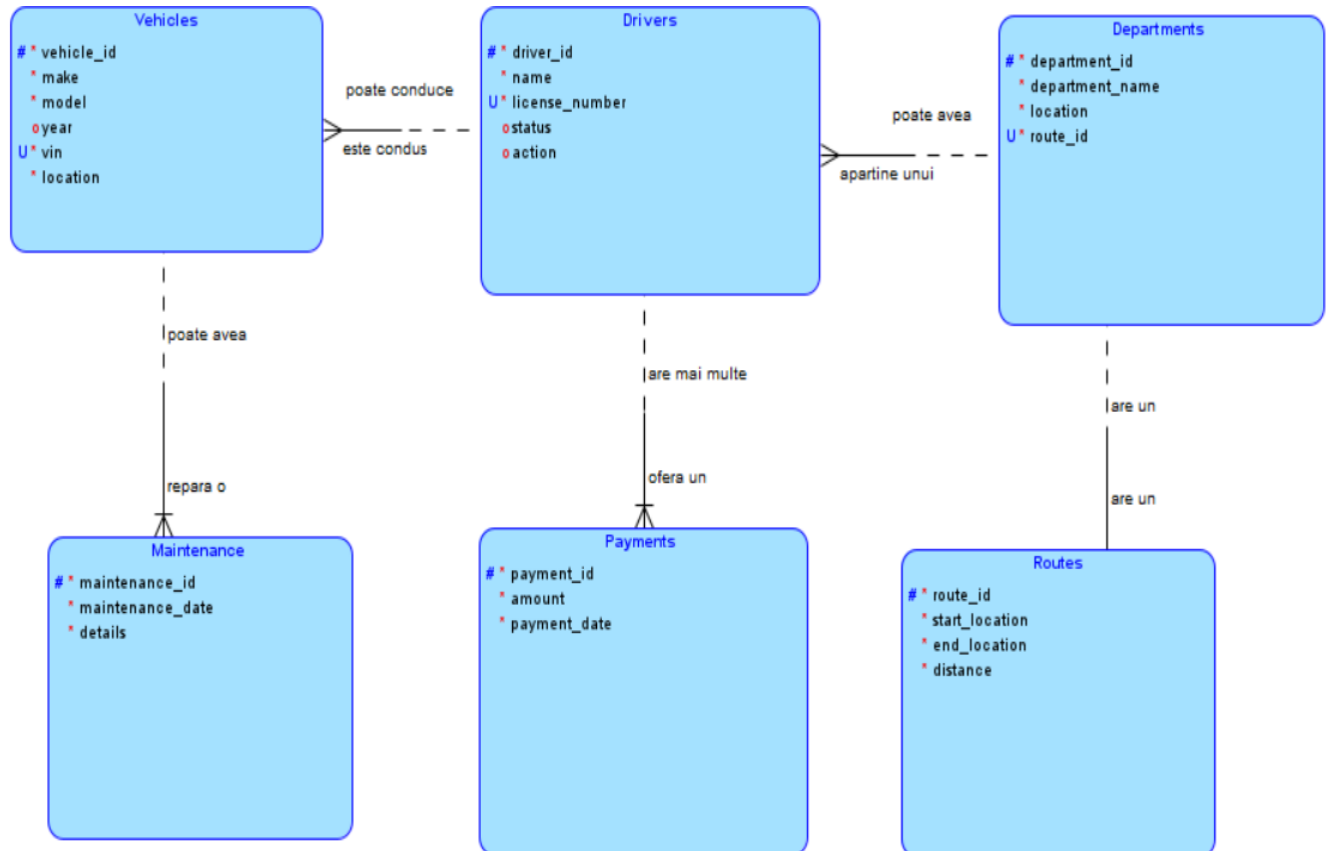 Vehicles
# * vehicle_id
* make
* model
o year
U * vin
* location
poate conduce
este condus
Drivers
# * driver_id
* name
U * license_number
o status
o action
poate avea
apartine unui
Departments
# * department_id
* department_name
* location
U * route_id
poate avea
repara o
are mai multe
ofera un
are un
are un
Maintenance
# * maintenance_id
* maintenance_date
* details
Payments
# * payment_id
* amount
* payment_date
Routes
# * route_id
* start_location
* end_location
* distance